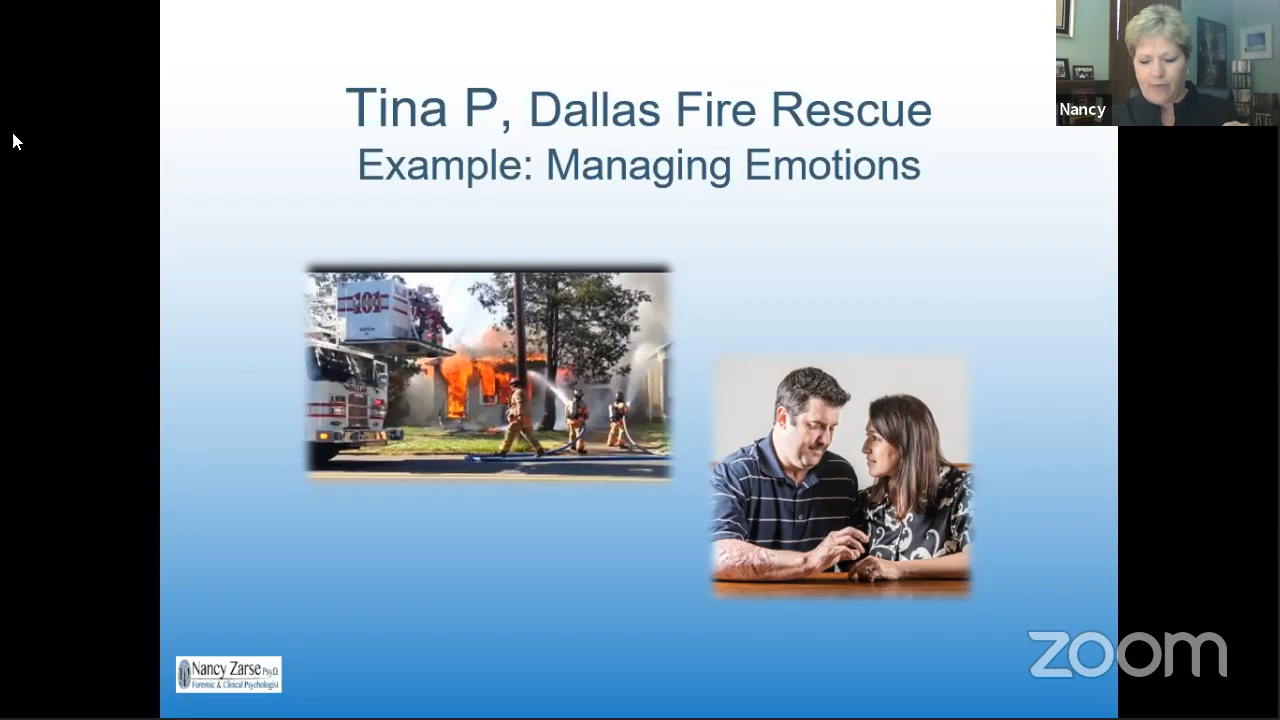 Tina P, Dallas Fire Rescue
Example: Managing Emotions
Nancy
101
Nancy Zarse Psy.D.
Forensic & Clinical Psychologist
zoom